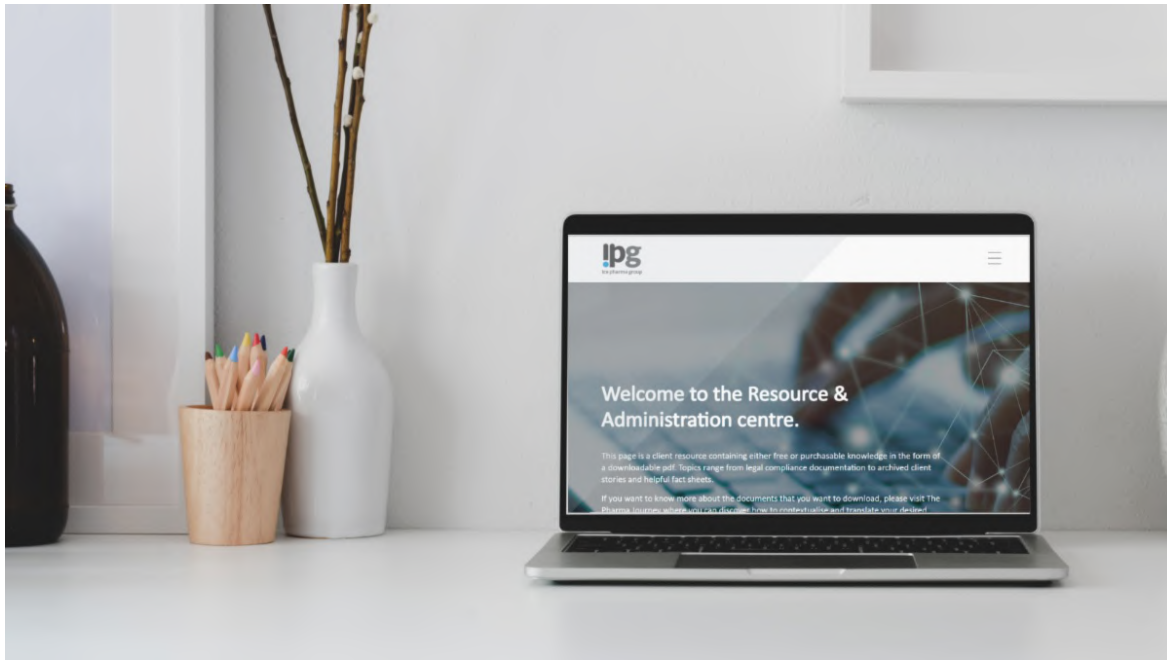 ipg
Welcome to the Resource &
Administration centre.
This page is a client resource containing either free or purchasable knowledge in the form of
a downloadable pdf. Topics range from legal compliance documentation to archived client
stories and helpful fact sheets.
If you want to know more about the documents that you want to download, please visit The
Pharma Journey where you can discover how to contextualise and translate your desired